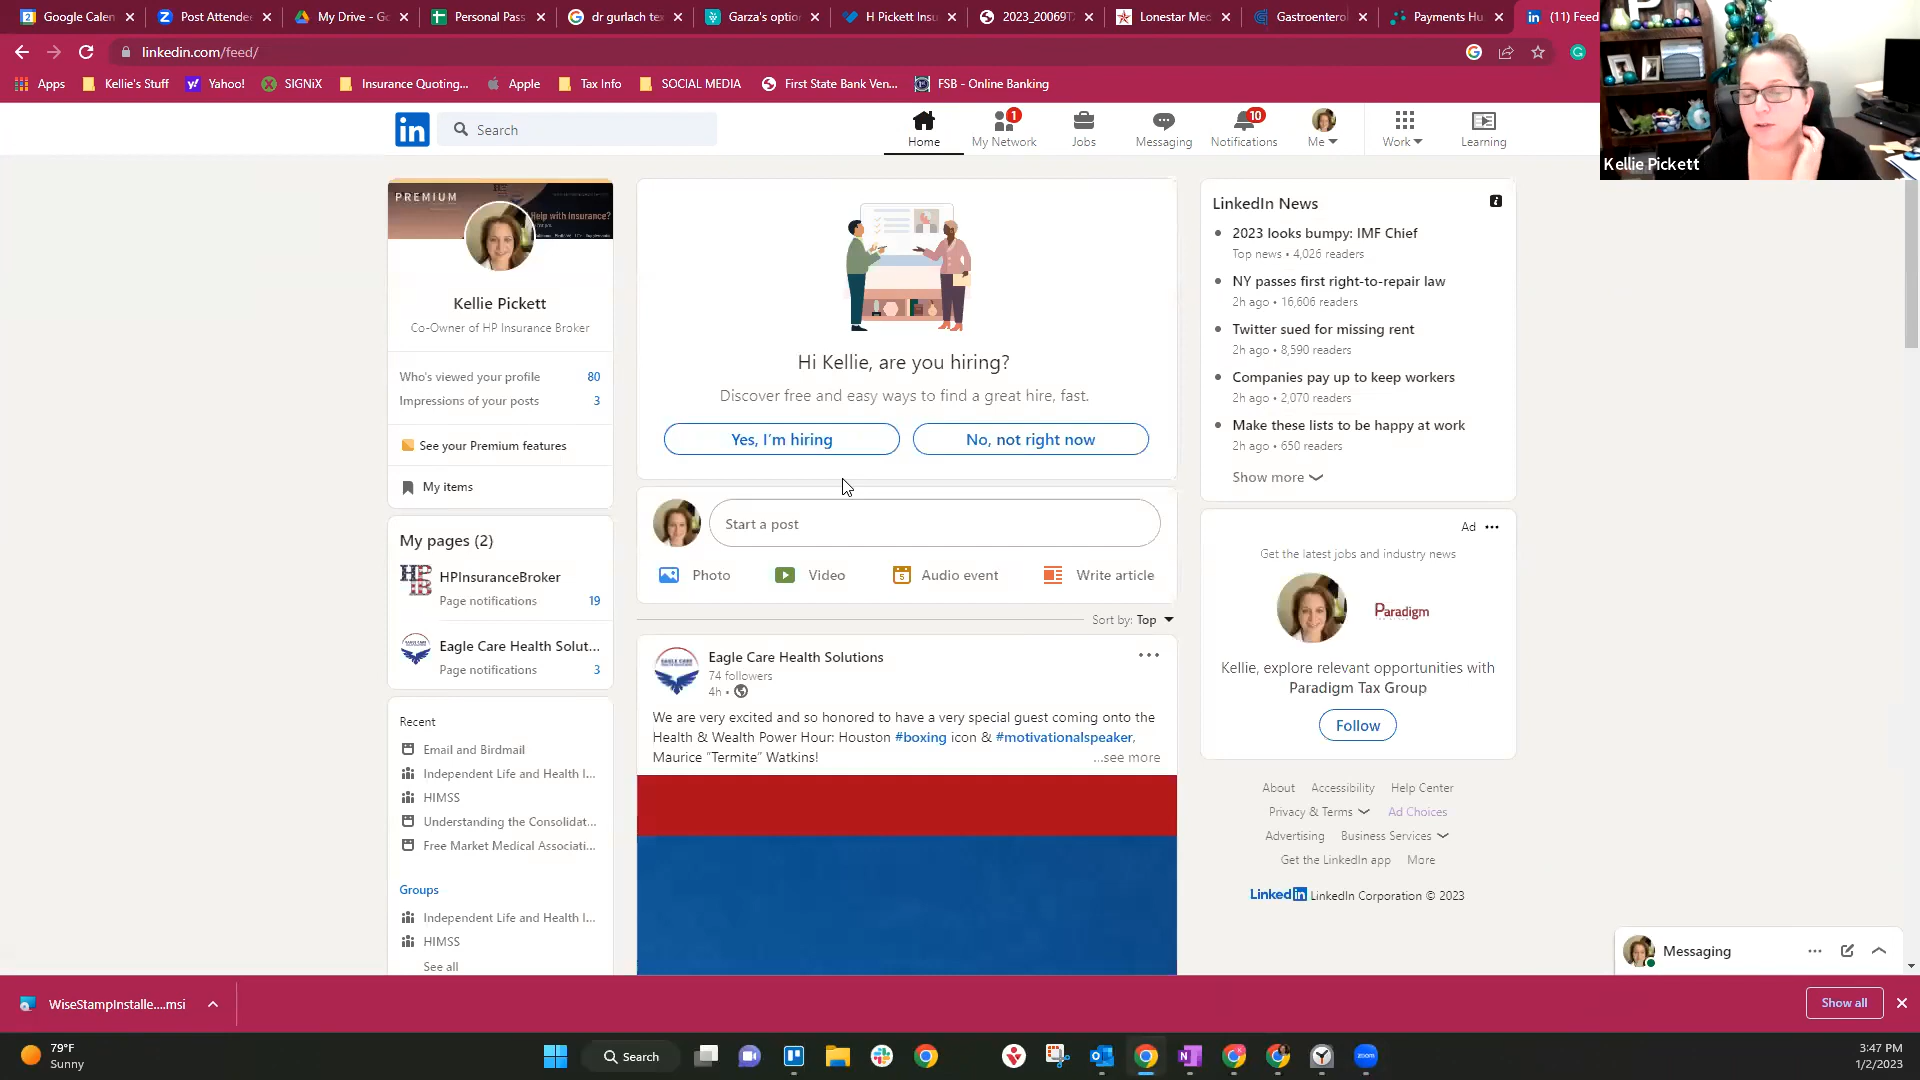 Google Calen
Post Attende
My Drive - Go
Personal Pass
dr gurlach te
Garza's optio
H Pickett Insu
2023_20069T
Lonestar Med
Gastroenterol
Payments Hu
(11) Feed
linkedin.com/feed/
Apps
Kellie's Stuff
Yahoo!
SIGNiX
Insurance Quoting...
Apple
Tax Info
SOCIAL MEDIA
First State Bank Ven...
FSB - Online Banking
Kellie Pickett
in
Search
Home
1
My Network
Jobs
Messaging
10
Notifications
Me
Work
Learning
PREMIUM
Help with Insurance?
Kellie Pickett
Co-Owner of HP Insurance Broker
Who's viewed your profile 80
Impressions of your posts 3
See your Premium features
My items
My pages (2)
HPInsuranceBroker
Page notifications 19
Eagle Care Health Solut...
Page notifications 3
Recent
Email and Birdmail
Independent Life and Health I...
HIMSS
Understanding the Consolidat...
Free Market Medical Associati...
Groups
Independent Life and Health I...
HIMSS
See all
Hi Kellie, are you hiring?
Discover free and easy ways to find a great hire, fast.
Yes, I'm hiring
No, not right now
Start a post
Photo
Video
Audio event
Write article
Sort by: Top
Eagle Care Health Solutions
74 followers
4h •
We are very excited and so honored to have a very special guest coming onto the
Health & Wealth Power Hour: Houston #boxing icon & #motivationalspeaker,
Maurice "Termite" Watkins!
...see more
LinkedIn News
2023 looks bumpy: IMF Chief
Top news • 4,026 readers
NY passes first right-to-repair law
2h ago • 16,606 readers
Twitter sued for missing rent
2h ago • 8,590 readers
Companies pay up to keep workers
2h ago • 2,070 readers
Make these lists to be happy at work
2h ago • 650 readers
Show more
Ad
Get the latest jobs and industry news
Paradigm
Kellie, explore relevant opportunities with
Paradigm Tax Group
Follow
About Accessibility Help Center
Privacy & Terms Ad Choices
Advertising Business Services
Get the LinkedIn app More
LinkedIn LinkedIn Corporation © 2023
Messaging
WiseStampInstalle....msi
Show all
79°F
Sunny
Search
zoom
3:47 PM
1/2/2023